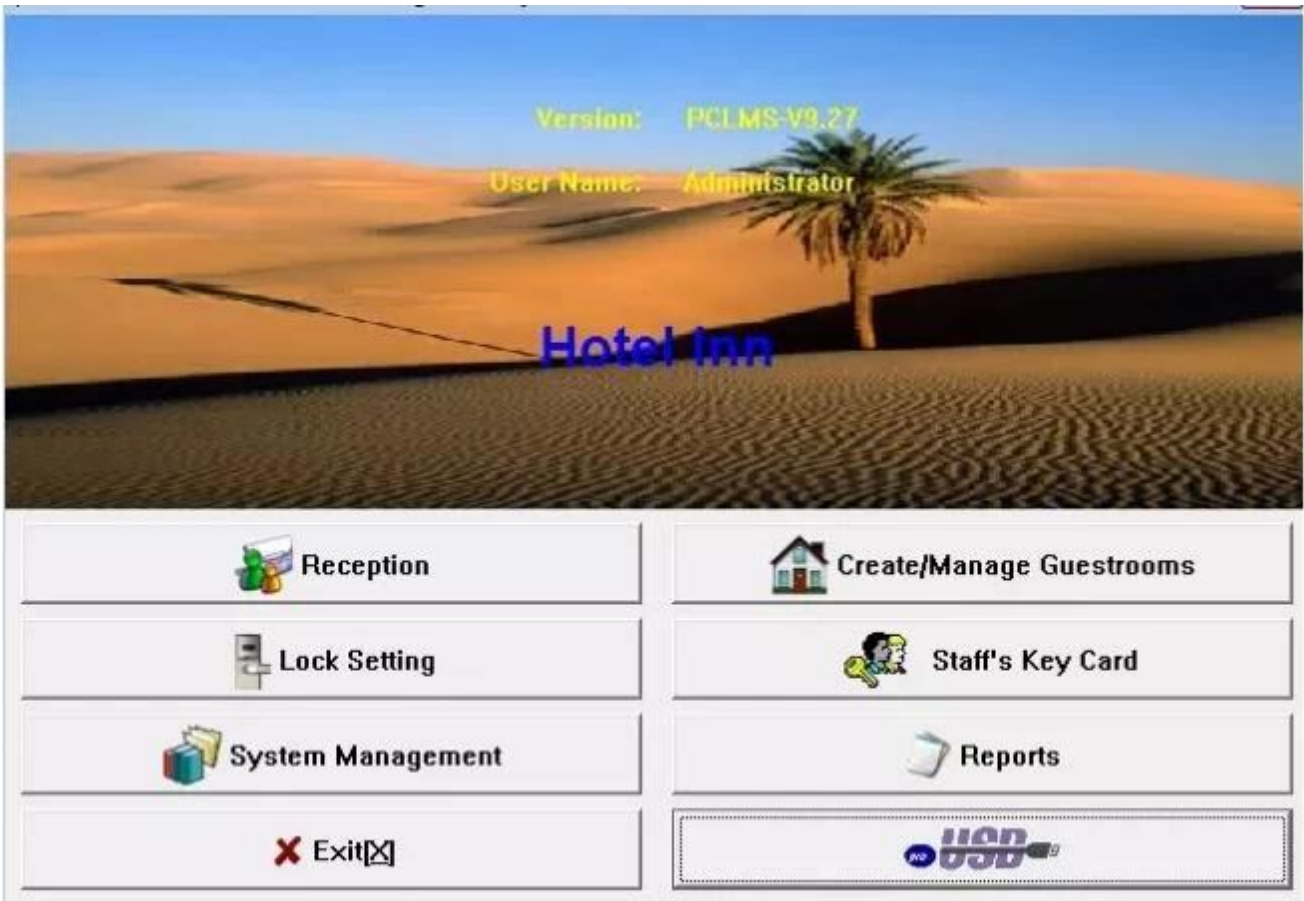 Version: PCLMS-V9.27
User Name: Administrator
Hotel Inn
Reception
Create/Manage Guestrooms
Lock Setting
Staff's Key Card
System Management
Reports
Exit[X]
pro USB